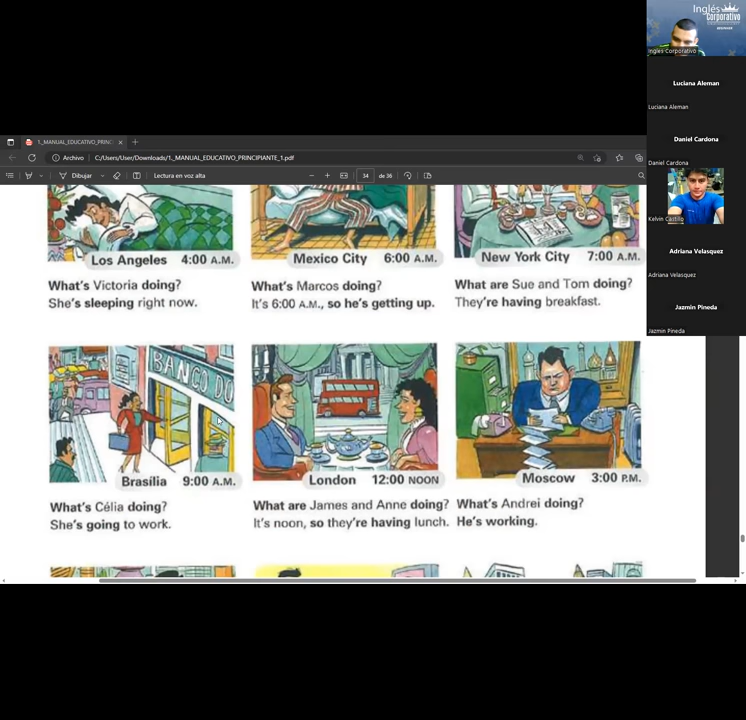 Inglés
Corporativo
Ingles Corporativo
Luciana Aleman
Luciana Aleman
Daniel Cardona
Daniel Cardona
Kelvin Castillo
Adriana Velasquez
Adriana Velasquez
Jazmin Pineda
Jazmin Pineda
1._MANUAL_EDUCATIVO_PRINC
Archivo C:/Users/User/Downloads/1._MANUAL_EDUCATIVO_PRINCIPIANTE_1.pdf
Dibujar Lectura en voz alta 34 de 36
Los Angeles 4:00 A.M.
What's Victoria doing?
She's sleeping right now.
Mexico City 6:00 A.M.
What's Marcos doing?
It's 6:00 A.M., so he's getting up.
New York City 7:00 A.M.
What are Sue and Tom doing?
They're having breakfast.
BANCO DO
Brasília 9:00 A.M.
What's Célia doing?
She's going to work.
London 12:00 NOON
What are James and Anne doing?
It's noon, so they're having lunch.
Moscow 3:00 P.M.
What's Andrei doing?
He's working.